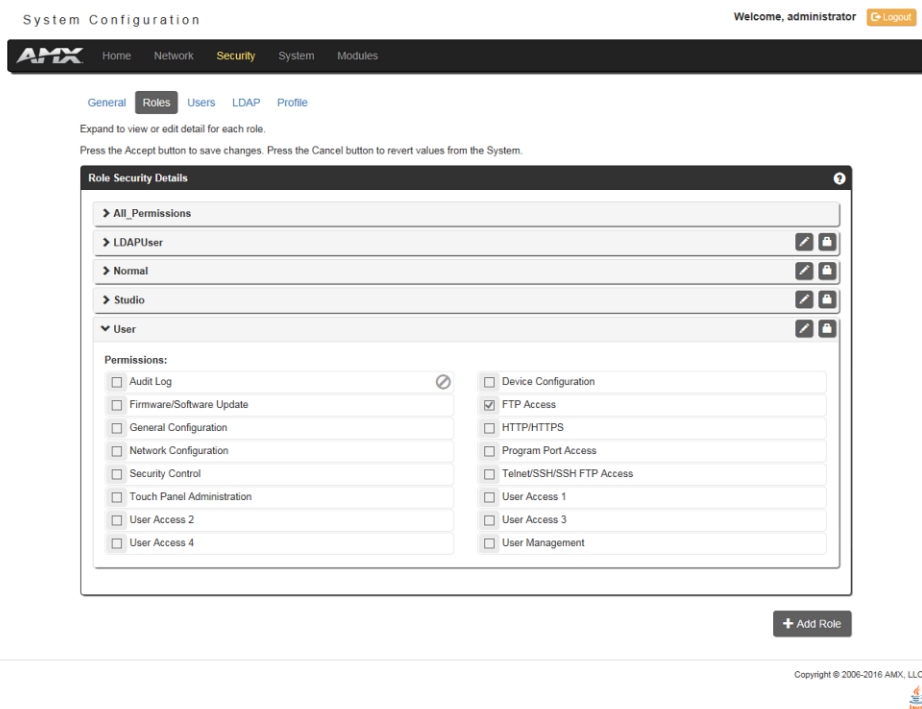 System Configuration
Welcome, administrator Logout
AMX Home Network Security System Modules
General Roles Users LDAP Profile
Expand to view or edit detail for each role.
Press the Accept button to save changes. Press the Cancel button to revert values from the System.
Role Security Details
All_Permissions
LDAPUser
Normal
Studio
User
Permissions:
Audit Log Device Configuration
Firmware/Software Update FTP Access
General Configuration HTTP/HTTPS
Network Configuration Program Port Access
Security Control Telnet/SSH/SSH FTP Access
Touch Panel Administration User Access 1
User Access 2 User Access 3
User Access 4 User Management
+ Add Role
Copyright © 2006-2016 AMX, LLC